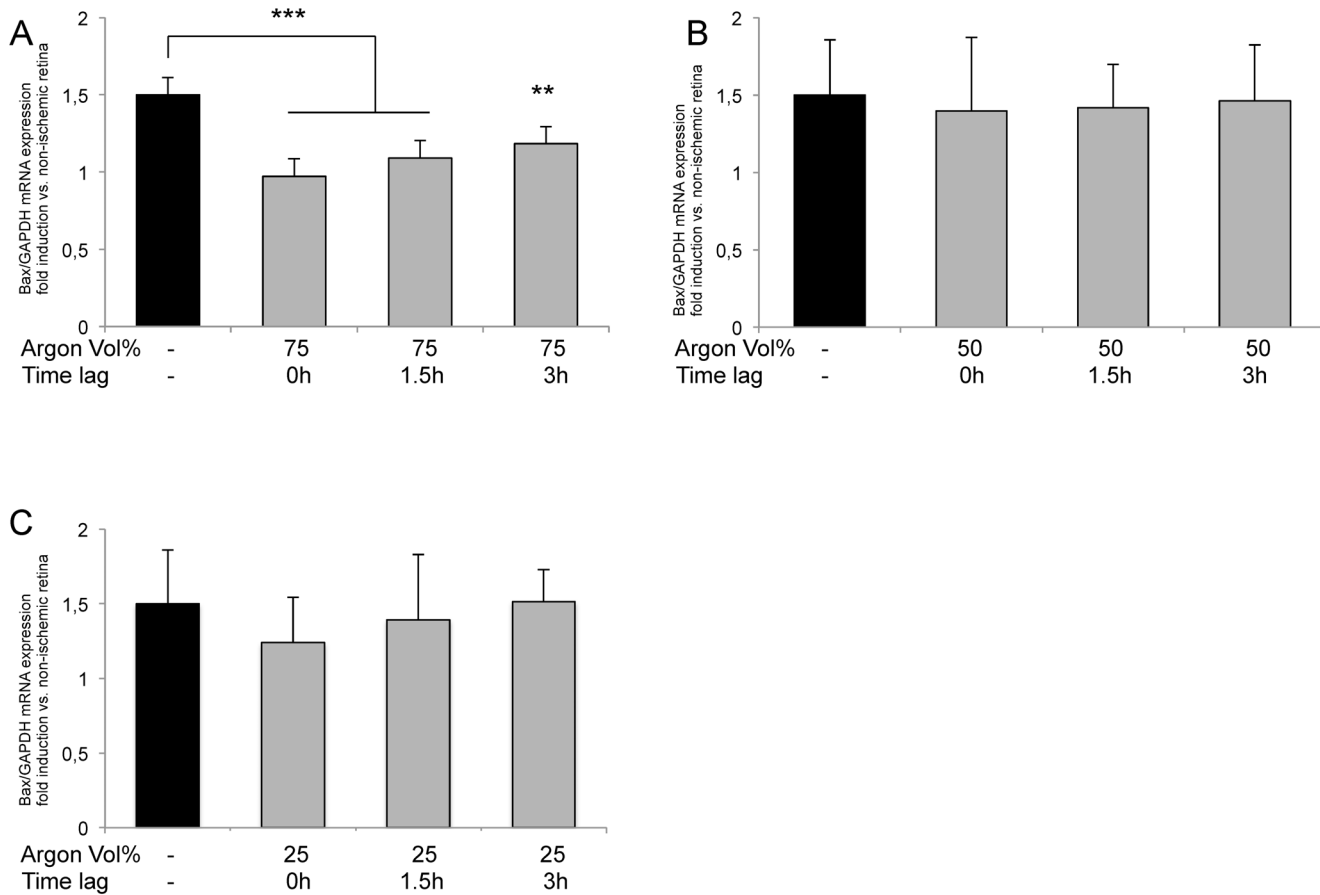 A
Bax/GAPDH mRNA expression
fold induction vs. non-ischemic retina
2
1,5
1
0,5
0
***
**
Argon Vol% - 75 75 75
Time lag - 0h 1.5h 3h
B
Bax/GAPDH mRNA expression
fold induction vs. non-ischemic retina
2
1,5
1
0,5
0
Argon Vol% - 50 50 50
Time lag - 0h 1.5h 3h
C
Bax/GAPDH mRNA expression
fold induction vs. non-ischemic retina
2
1,5
1
0,5
0
Argon Vol% - 25 25 25
Time lag - 0h 1.5h 3h